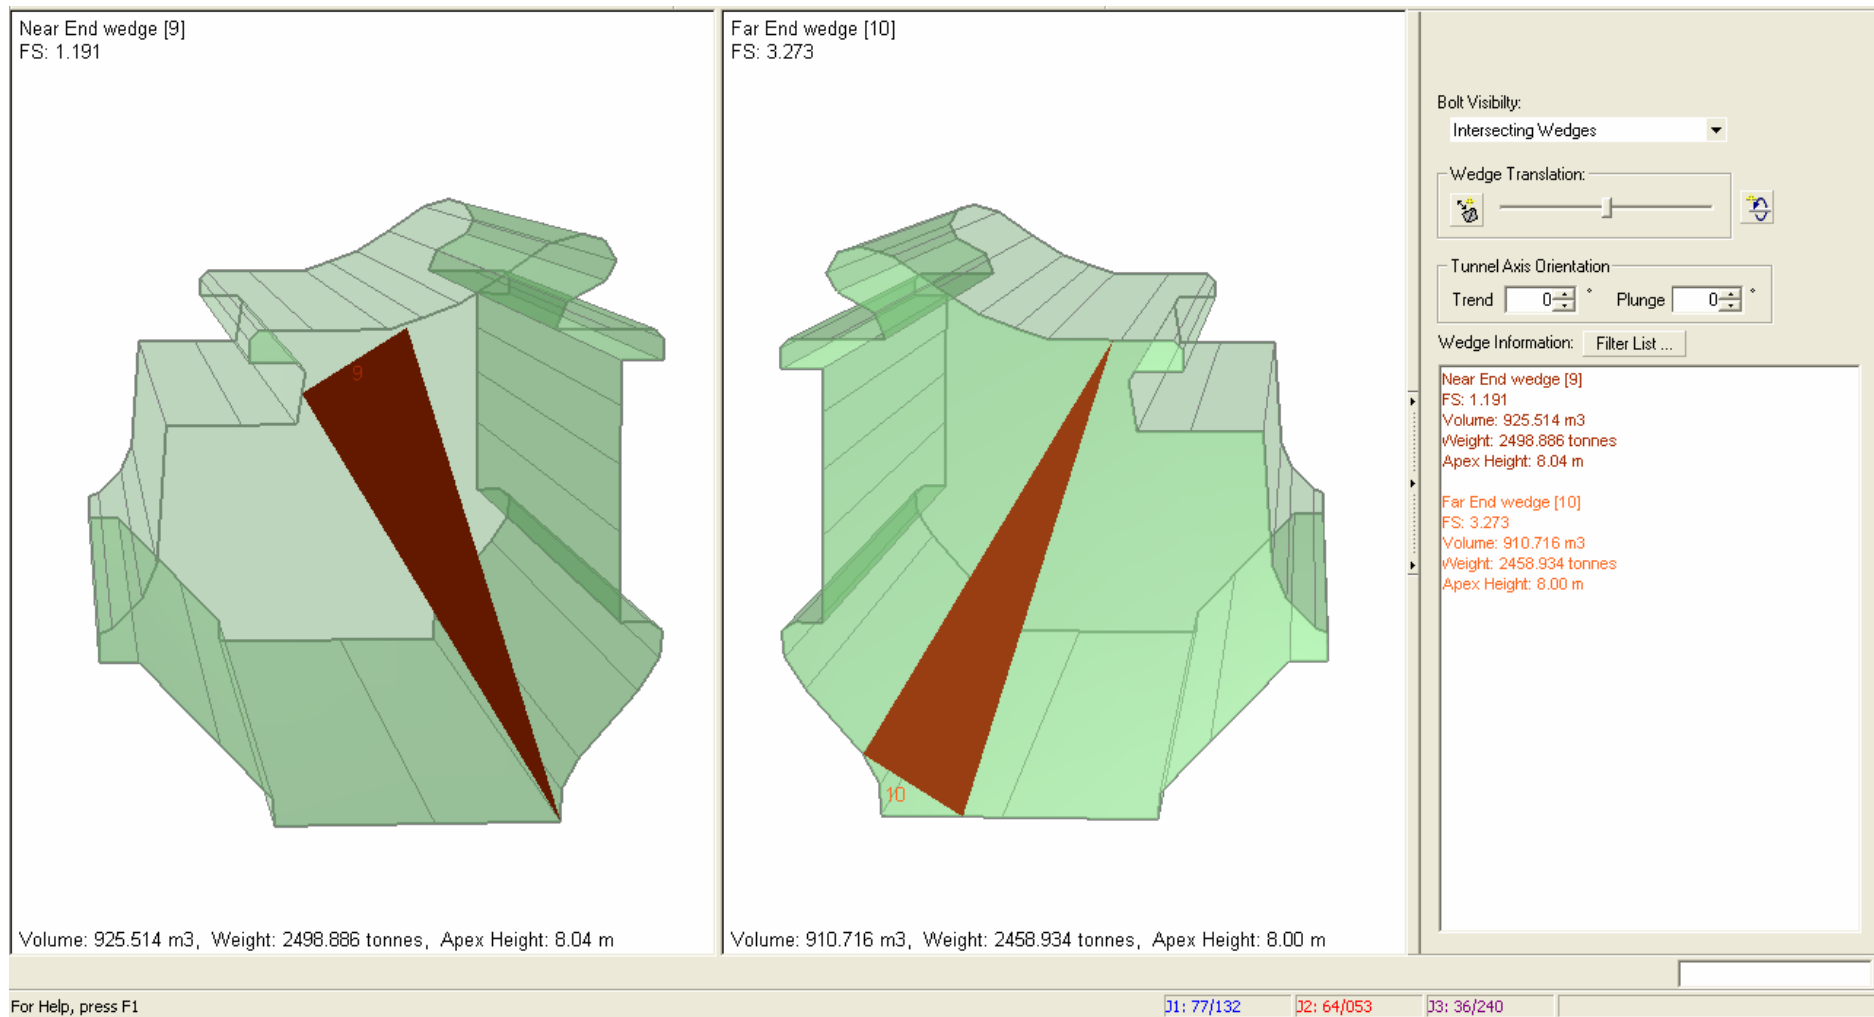 Near End wedge [9]
FS: 1.191
9
Volume: 925.514 m3, Weight: 2498.886 tonnes, Apex Height: 8.04 m
Far End wedge [10]
FS: 3.273
10
Volume: 910.716 m3, Weight: 2458.934 tonnes, Apex Height: 8.00 m
Bolt Visibilty:
Intersecting Wedges
Wedge Translation:
Tunnel Axis Orientation
Trend 0 ° Plunge 0 °
Wedge Information: Filter List ...
Near End wedge [9]
FS: 1.191
Volume: 925.514 m3
Weight: 2498.886 tonnes
Apex Height: 8.04 m
Far End wedge [10]
FS: 3.273
Volume: 910.716 m3
Weight: 2458.934 tonnes
Apex Height: 8.00 m
For Help, press F1
J1: 77/132
J2: 64/053
J3: 36/240